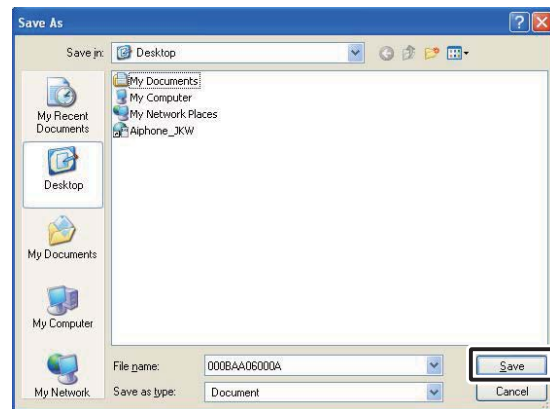 Save As
Save in: Desktop
My Recent
Documents
Desktop
My Documents
My Computer
My Network
My Documents
My Computer
My Network Places
Aiphone_JKW
File name: 000BAA06000A Save
Save as type: Document Cancel